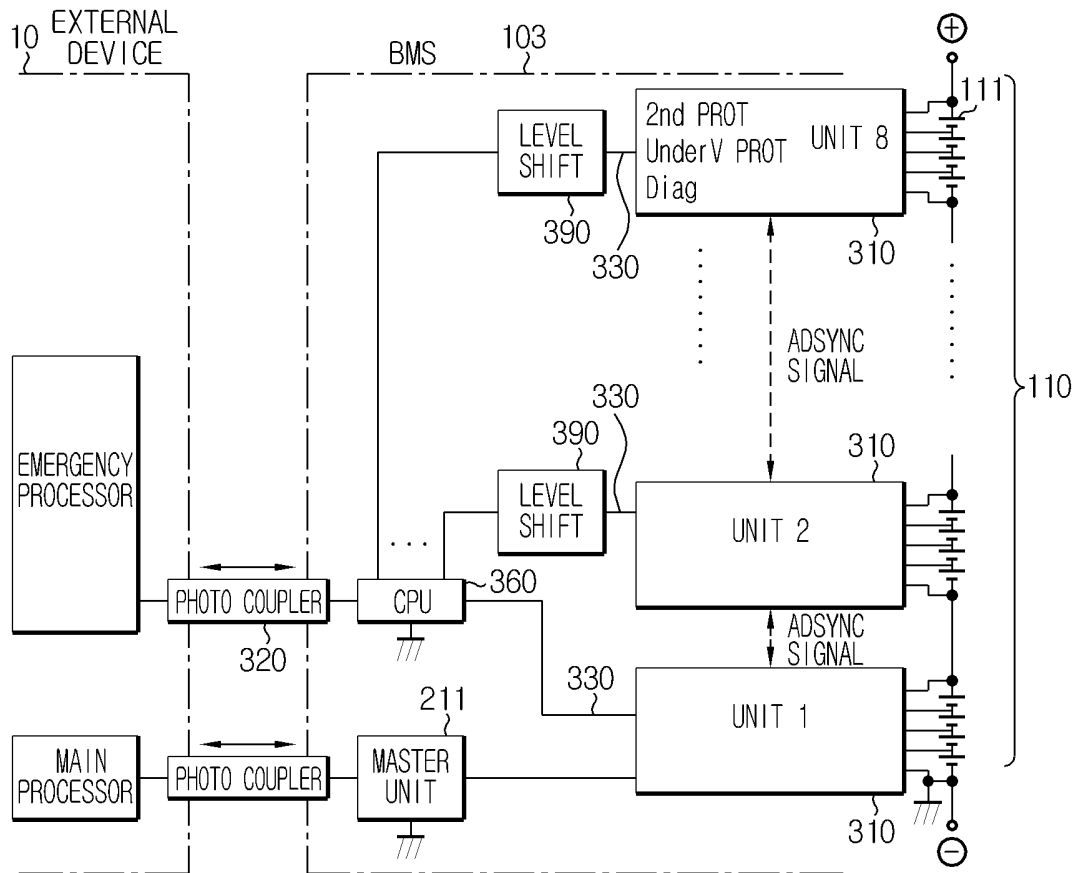 EXTERNAL
DEVICE
10
BMS
103
+
111
LEVEL
SHIFT
390
330
2nd PROT
UnderV PROT
Diag
UNIT 8
310
ADSYNC
SIGNAL
110
330
390
310
EMERGENCY
PROCESSOR
LEVEL
SHIFT
UNIT 2
...
360
PHOTO COUPLER
CPU
320
ADSYNC
SIGNAL
330
211
UNIT 1
MAIN
PROCESSOR
PHOTO COUPLER
MASTER
UNIT
310
−